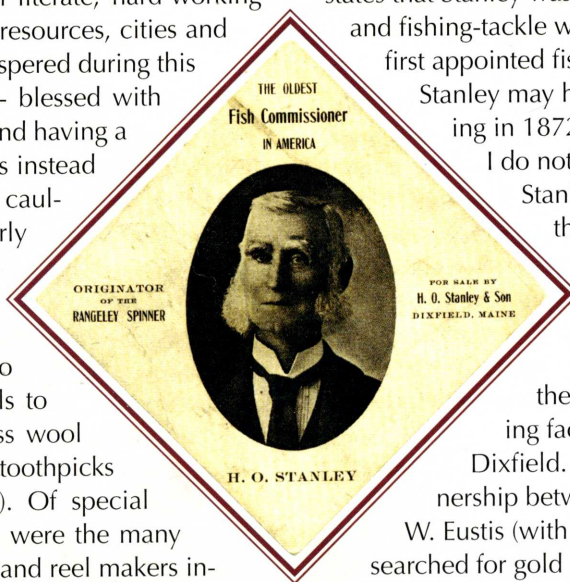 literate, hard working
resources, cities and
spered during this
- blessed with
nd having a
s instead
caul-
rly
o
ls to
ss wool
toothpicks
). Of special
were the many
and reel makers in-
THE OLDEST
Fish Commissioner
IN AMERICA
ORIGINATOR
OF THE
RANGELEY SPINNER
FOR SALE BY
H. O. Stanley & Son
DIXFIELD, MAINE
H. O. STANLEY
states that Stanley was
and fishing-tackle w
first appointed fis
Stanley may h
ing in 1872
I do not
Stan
th
the
ing fac
Dixfield.
nership betw
W. Eustis (with
searched for gold